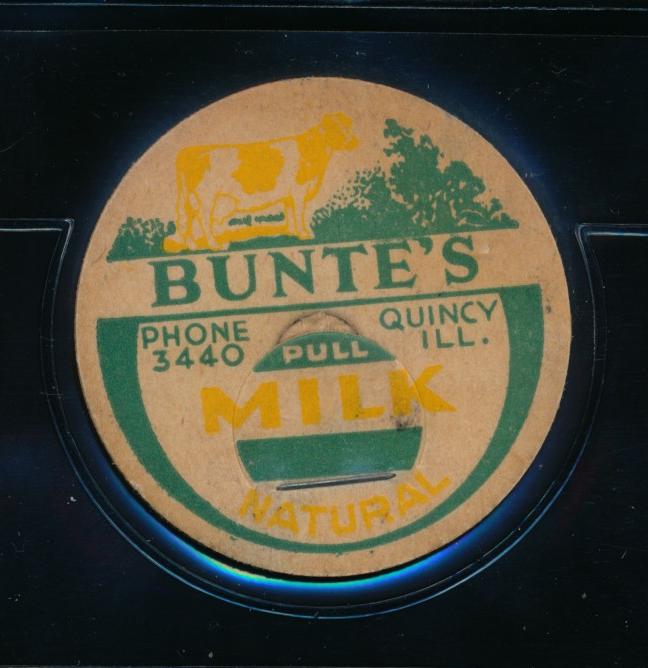 BUNTE'S
PHONE
3440
QUINCY
ILL.
PULL
MILK
NATURAL